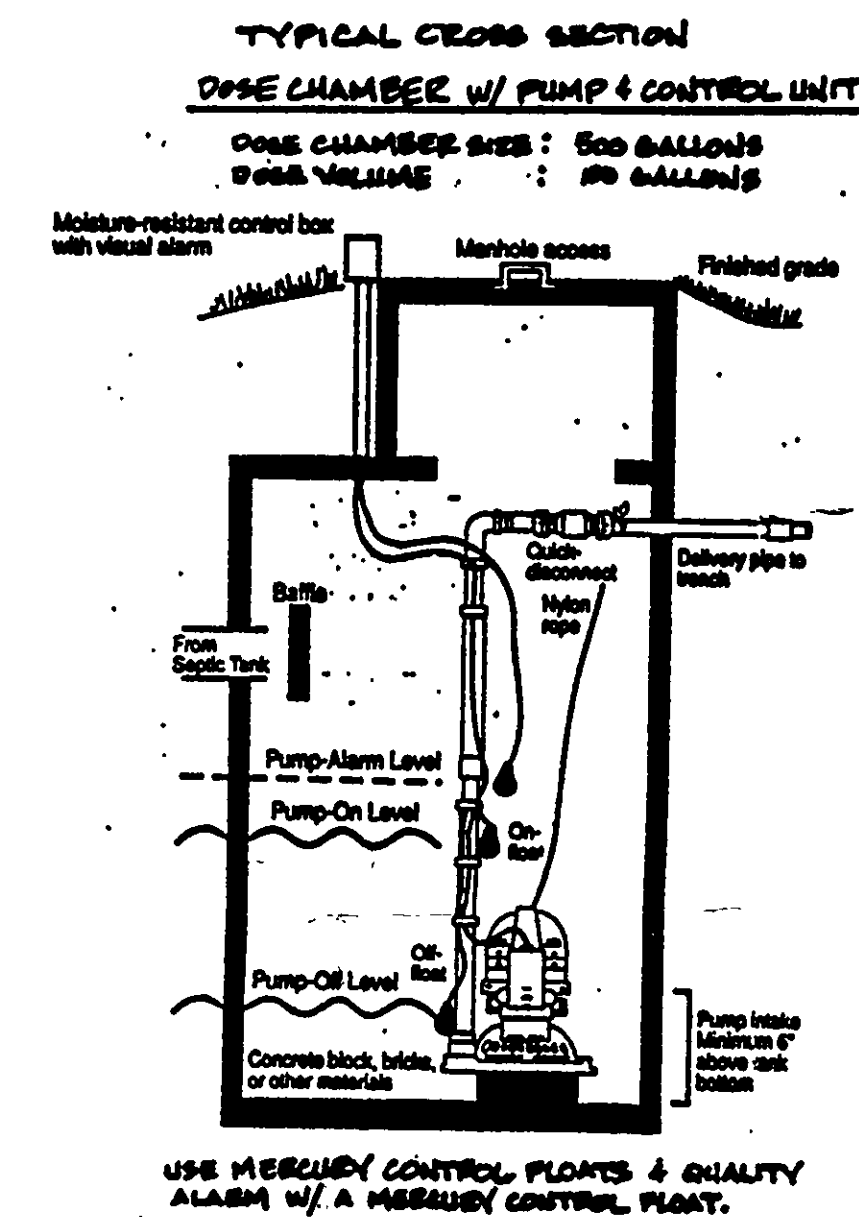 TYPICAL CROSS SECTION
DOSE CHAMBER W/ PUMP & CONTROL UNIT
DOSE CHAMBER SIZE : 500 GALLONS
DOSE VOLUME : GALLONS
Moisture-resistant control box
with visual alarm
Manhole access
Finished grade
Quick-
disconnect
Delivery pipe to
trench
Nylon
rope
Baffle
From
Septic Tank
Pump-Alarm Level
Pump-On Level
On-
float
Off-
float
Pump-Off Level
Pump intake
Minimum 6"
above tank
bottom
Concrete block, bricks,
or other materials
USE MERCURY CONTROL FLOATS & QUALITY
ALARM W/ A MERCURY CONTROL FLOAT.